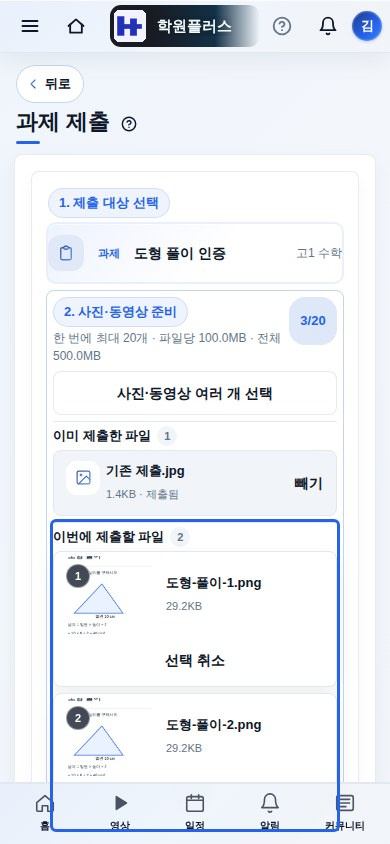 학원플러스
김
뒤로
과제 제출
1. 제출 대상 선택
과제 도형 풀이 인증 고1 수학
2. 사진·동영상 준비
3/20
한 번에 최대 20개 · 파일당 100.0MB · 전체
500.0MB
사진·동영상 여러 개 선택
이미 제출한 파일 1
기존 제출.jpg
1.4KB · 제출됨
빼기
이번에 제출할 파일 2
1
도형-풀이-1.png
29.2KB
선택 취소
2
도형-풀이-2.png
29.2KB
홈 영상 일정 알림 커뮤니티